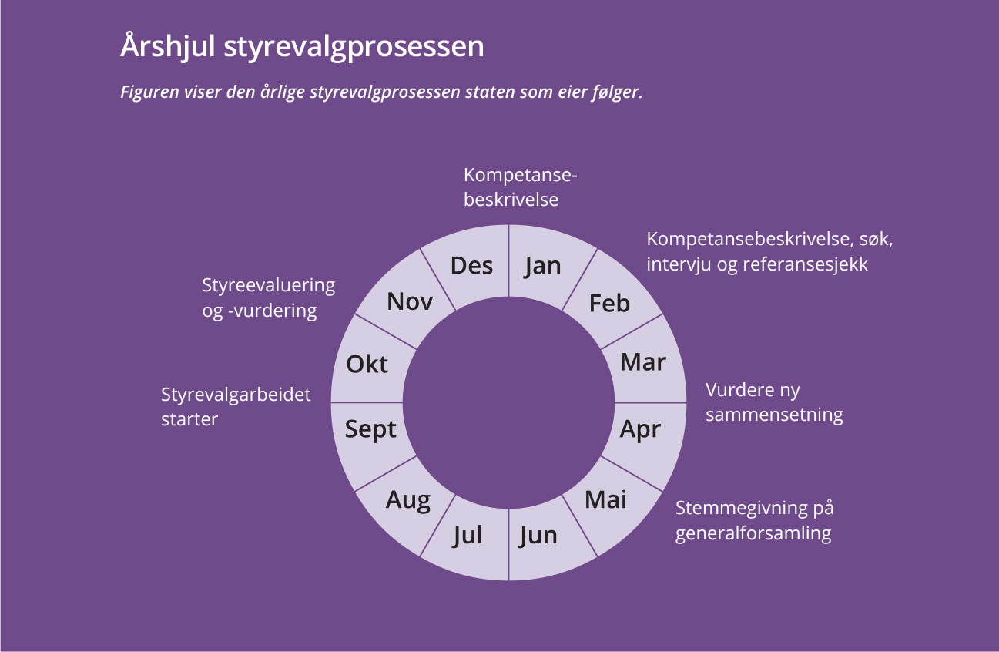 Årshjul styrevalgprosessen
Figuren viser den årlige styrevalgprosessen staten som eier følger.
Kompetanse-
beskrivelse
Kompetansebeskrivelse, søk,
intervju og referansesjekk
Styreevaluering
og -vurdering
Styrevalgarbeidet
starter
Vurdere ny
sammensetning
Stemmegivning på
generalforsamling
Jan
Feb
Mar
Apr
Mai
Jun
Jul
Aug
Sept
Okt
Nov
Des